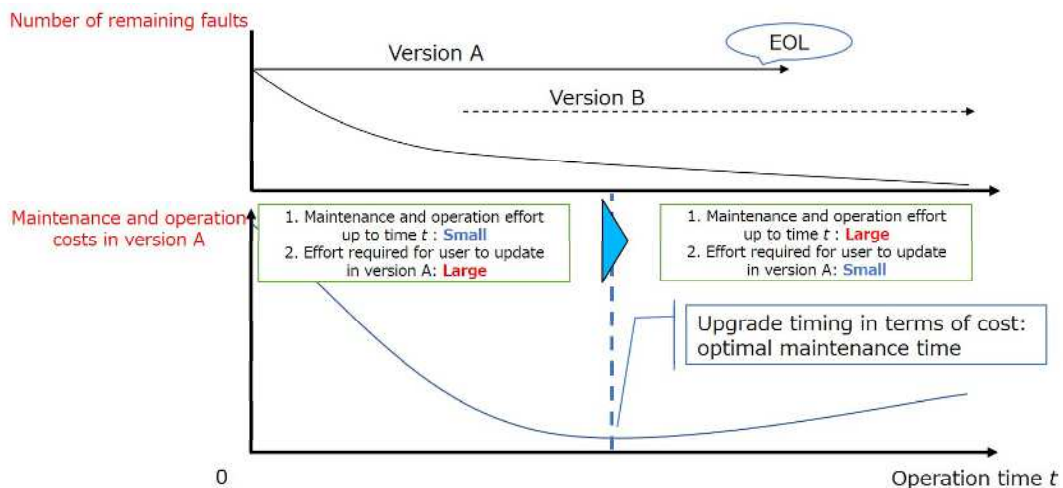 Number of remaining faults
Version A
EOL
Version B
Maintenance and operation
costs in version A
1. Maintenance and operation effort
up to time t : Small
2. Effort required for user to update
in version A: Large
1. Maintenance and operation effort
up to time t : Large
2. Effort required for user to update
in version A: Small
Upgrade timing in terms of cost:
optimal maintenance time
0
Operation time t